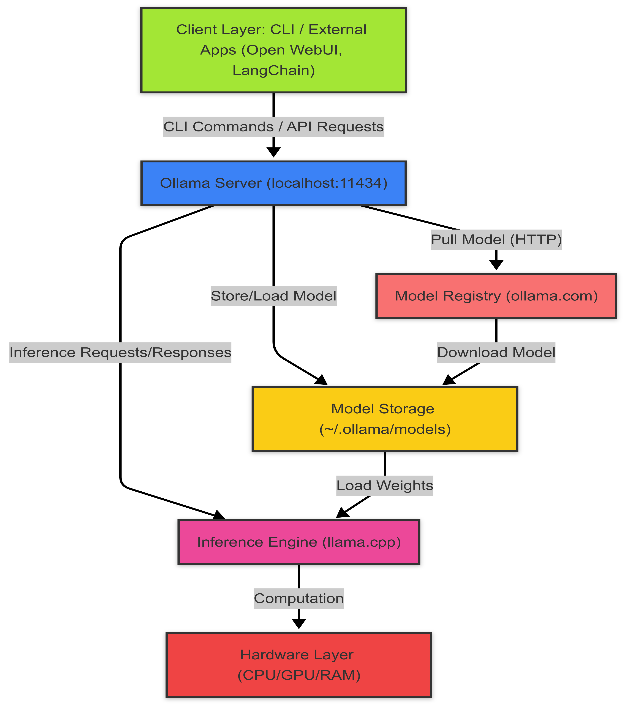 Client Layer: CLI / External
Apps (Open WebUI,
LangChain)
CLI Commands / API Requests
Ollama Server (localhost:11434)
Pull Model (HTTP)
Store/Load Model
Model Registry (ollama.com)
Inference Requests/Responses
Download Model
Model Storage
(~/.ollama/models)
Load Weights
Inference Engine (llama.cpp)
Computation
Hardware Layer
(CPU/GPU/RAM)